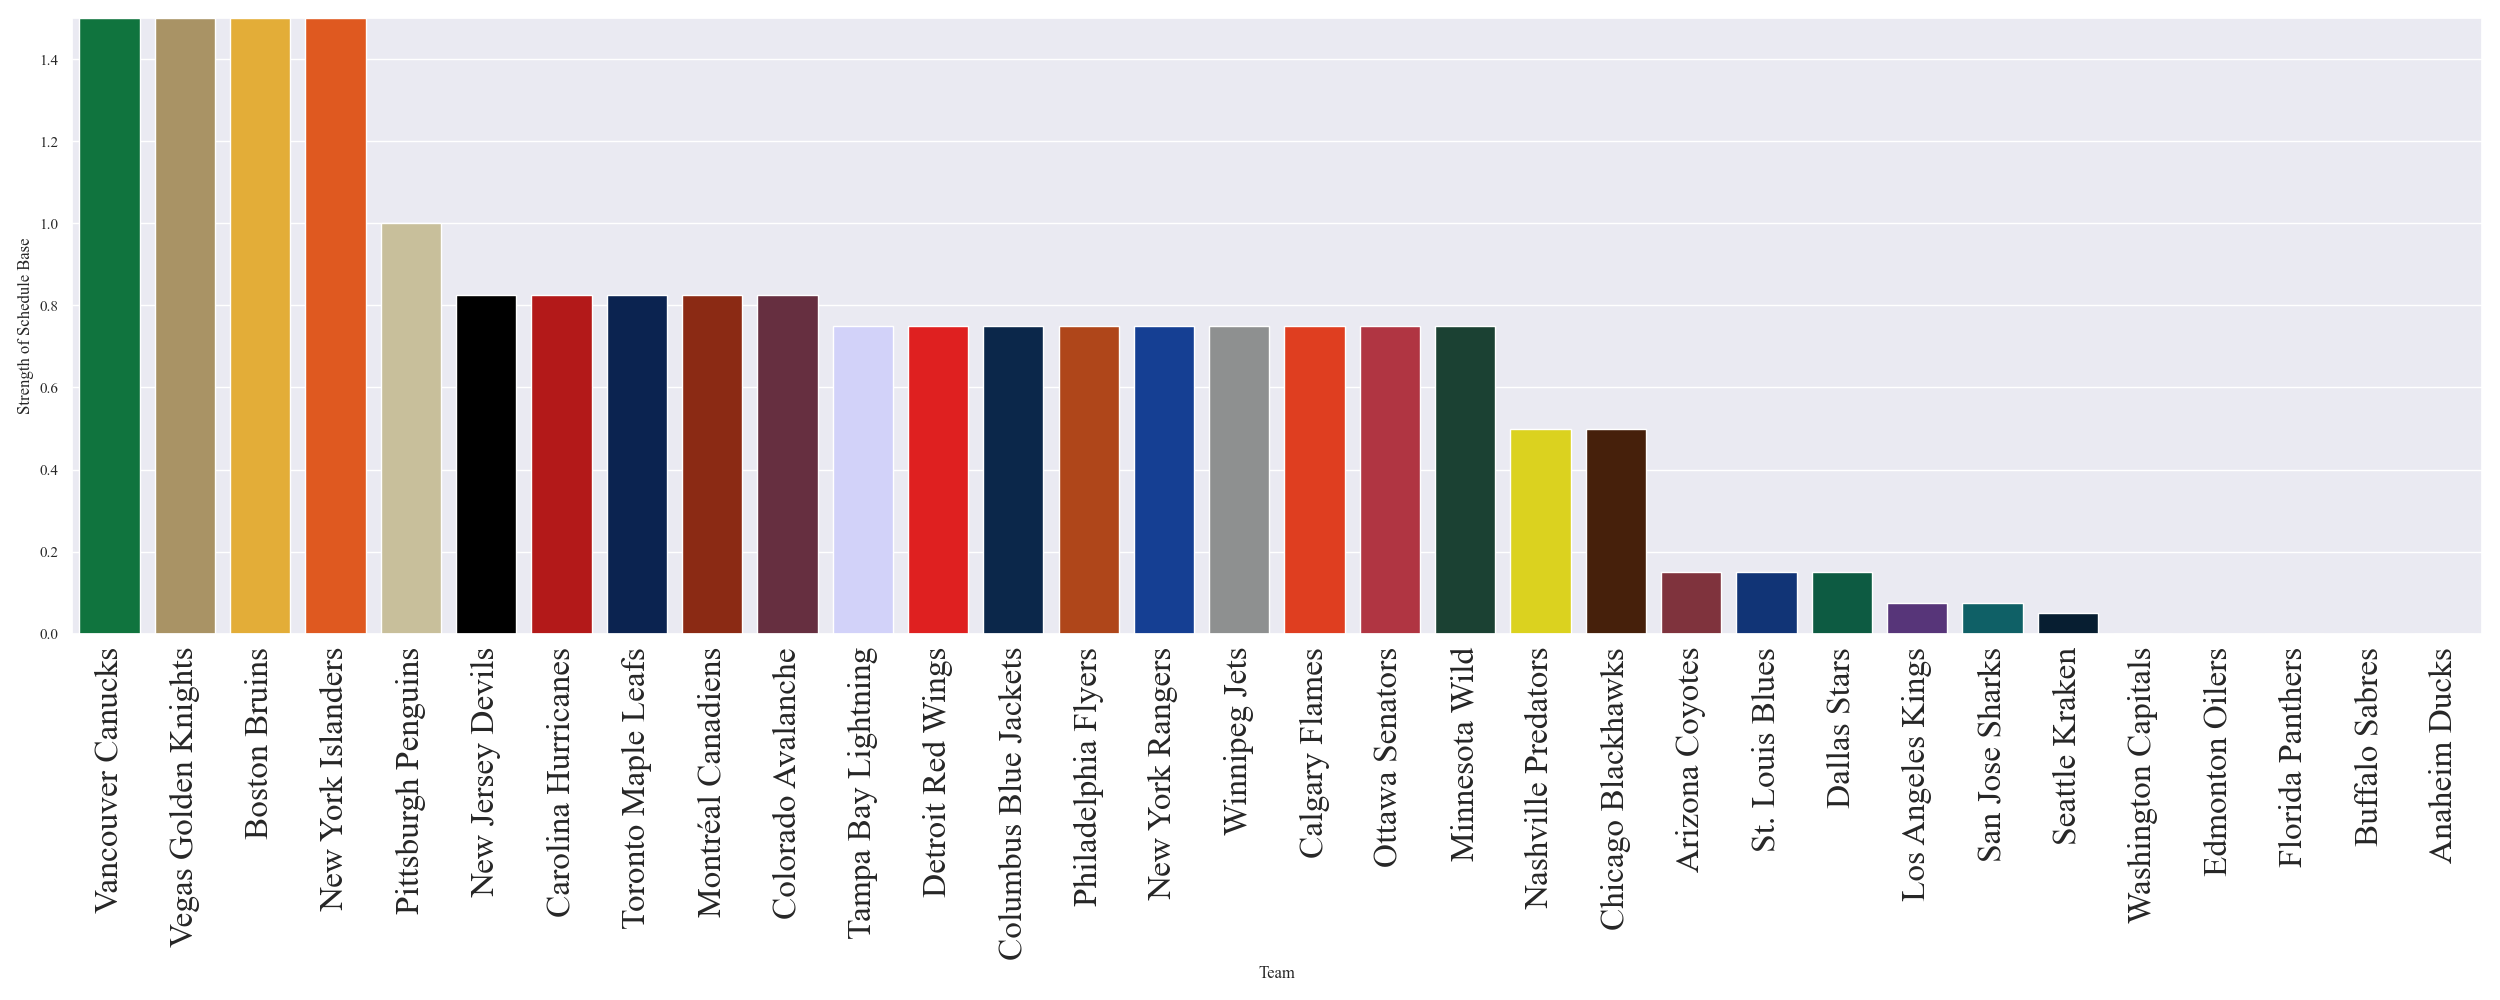 1.4
1.2
1.0
0.8
0.6
0.4
0.2
0.0
Strength of Schedule Base
Vancouver Canucks
Vegas Golden Knights
Boston Bruins
New York Islanders
Pittsburgh Penguins
New Jersey Devils
Carolina Hurricanes
Toronto Maple Leafs
Montréal Canadiens
Colorado Avalanche
Tampa Bay Lightning
Detroit Red Wings
Columbus Blue Jackets
Philadelphia Flyers
New York Rangers
Winnipeg Jets
Calgary Flames
Ottawa Senators
Minnesota Wild
Nashville Predators
Chicago Blackhawks
Arizona Coyotes
St. Louis Blues
Dallas Stars
Los Angeles Kings
San Jose Sharks
Seattle Kraken
Washington Capitals
Edmonton Oilers
Florida Panthers
Buffalo Sabres
Anaheim Ducks
Team